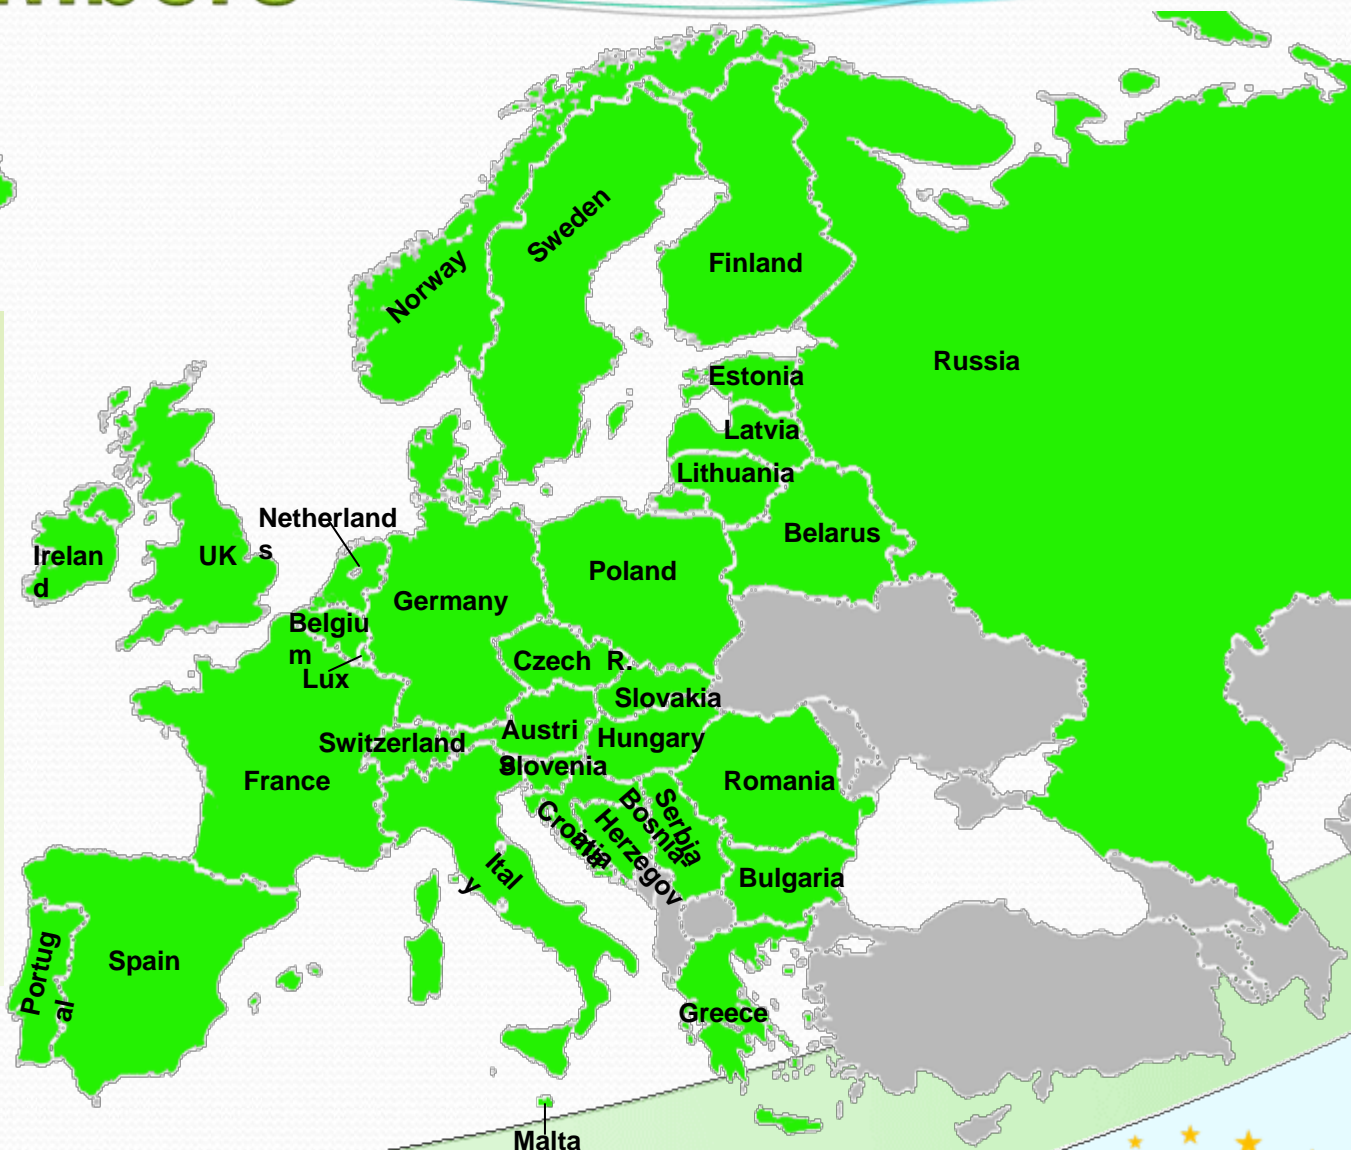 Sweden
Norway
Finland
Russia
Estonia
Latvia
Lithuania
Netherland
s
Belarus
Irelan
d
UK
Poland
Germany
Belgiu
m
Lux
Czech R.
Slovakia
Austri
a
Hungary
Switzerland
Slovenia
France
Romania
Serbia
Bosnia-
Herzegov
ina
Croatia
Ital
y
Bulgaria
Portug
al
Spain
Greece
Malta